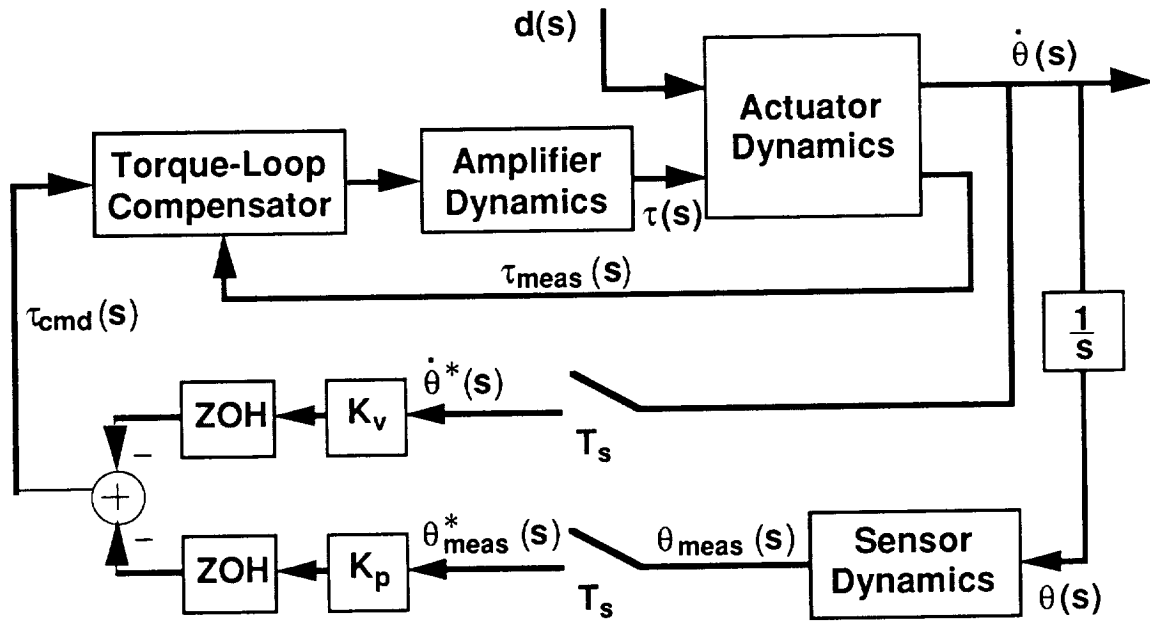 d(s)
θ̇(s)
Actuator
Dynamics
Torque-Loop
Compensator
Amplifier
Dynamics
τ(s)
τmeas(s)
τcmd(s)
1
s
ZOH
Kv
θ̇*(s)
Ts
−
+
−
ZOH
Kp
θ*meas(s)
Ts
θmeas(s)
Sensor
Dynamics
θ(s)